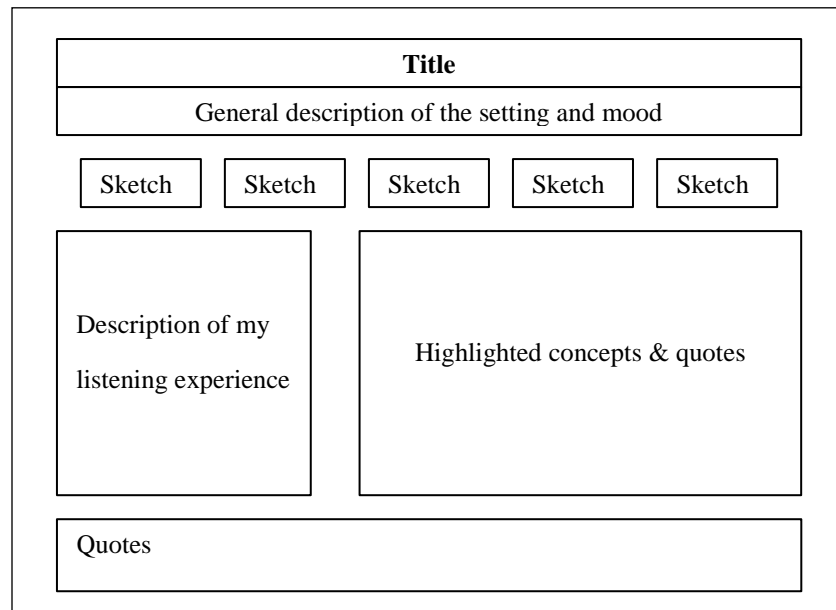 Title
General description of the setting and mood
Sketch
Sketch
Sketch
Sketch
Sketch
Description of my
listening experience
Highlighted concepts & quotes
Quotes